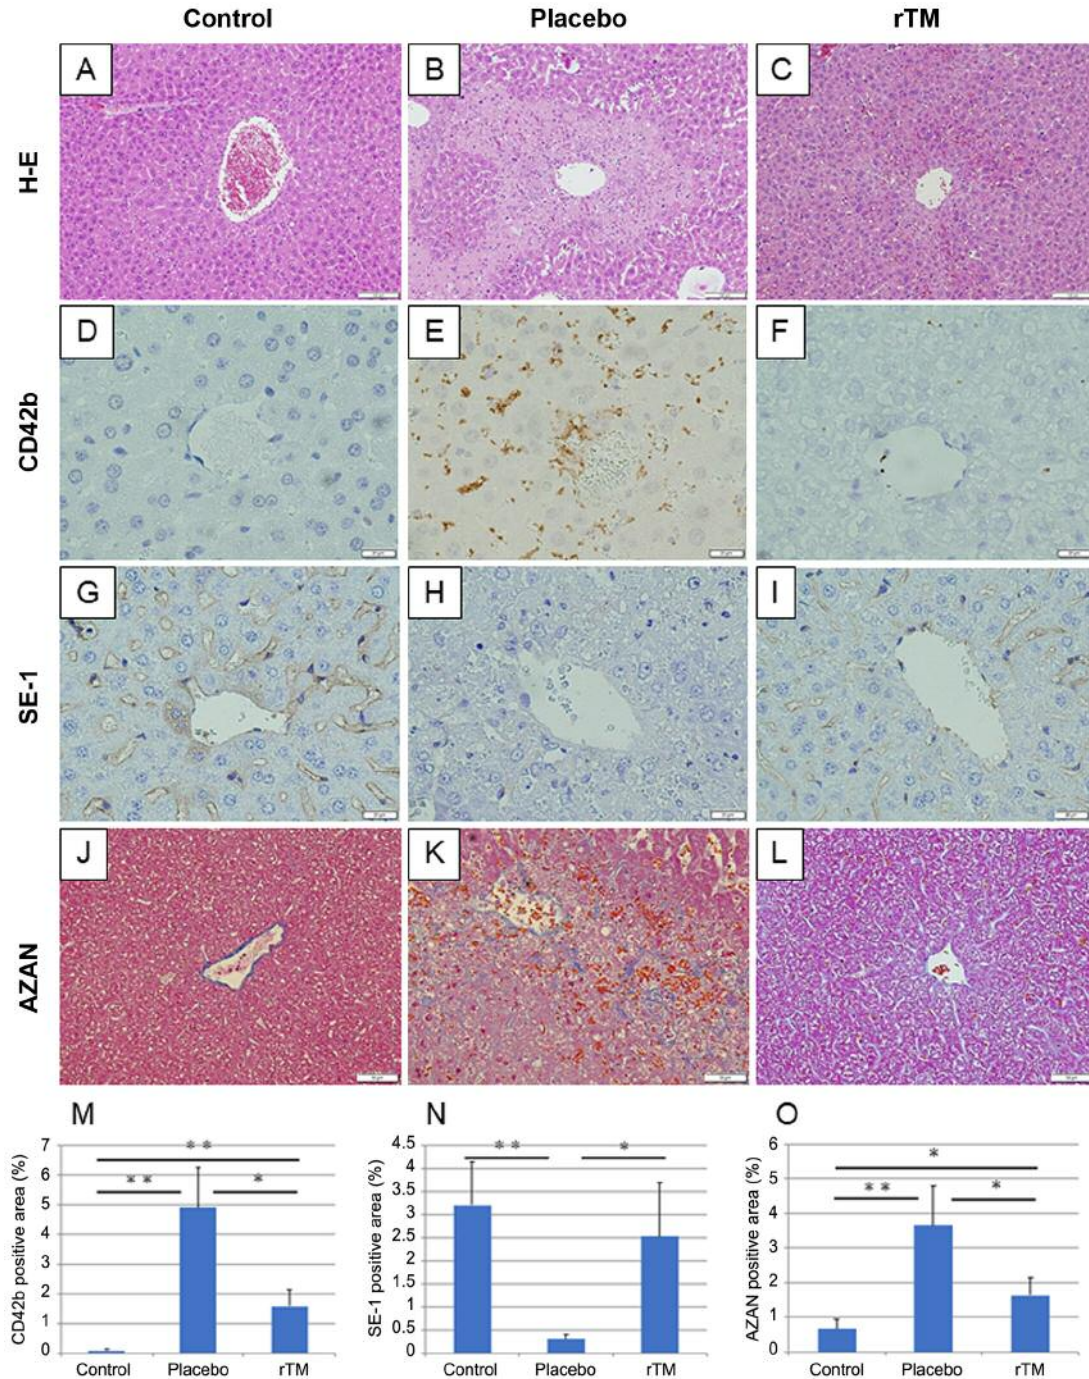 Control Placebo rTM
H-E
A B C
CD42b
D E F
SE-1
G H I
AZAN
J K L
M N O
CD42b positive area (%)
7
6
5
4
3
2
1
0
* *
* * *
Control Placebo rTM
SE-1 positive area (%)
4.5
4
3.5
3
2.5
2
1.5
1
0.5
0
* * *
Control Placebo rTM
AZAN positive area (%)
6
5
4
3
2
1
0
*
* * *
Control Placebo rTM